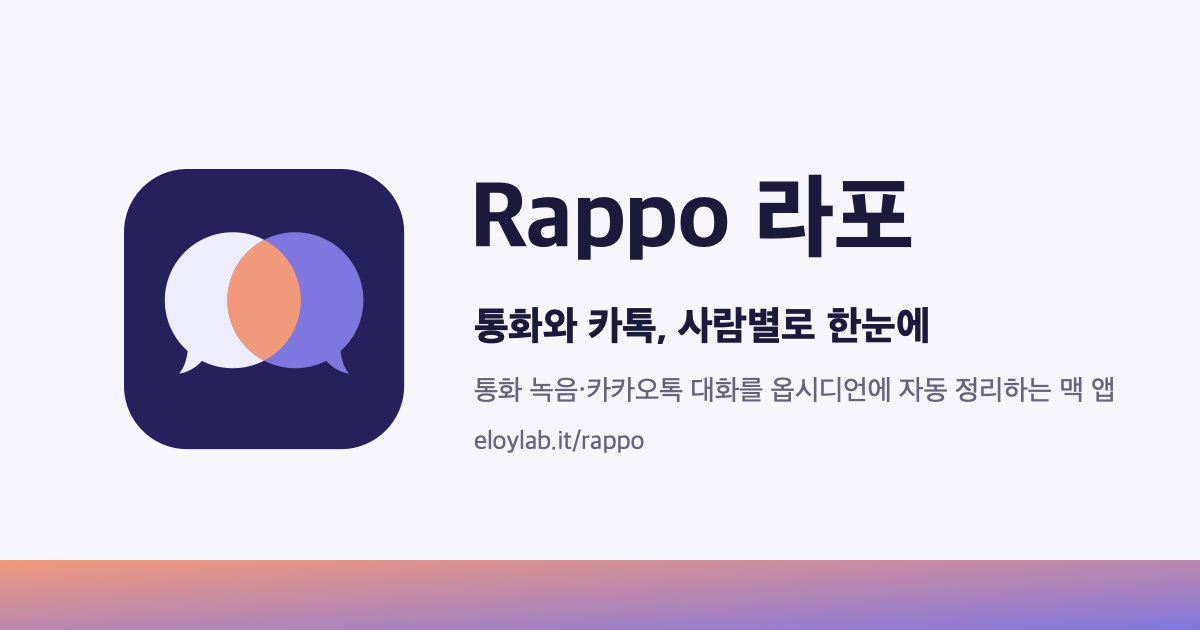 Rappo 라포
통화와 카톡, 사람별로 한눈에
통화 녹음·카카오톡 대화를 옵시디언에 자동 정리하는 맥 앱
eloylab.it/rappo